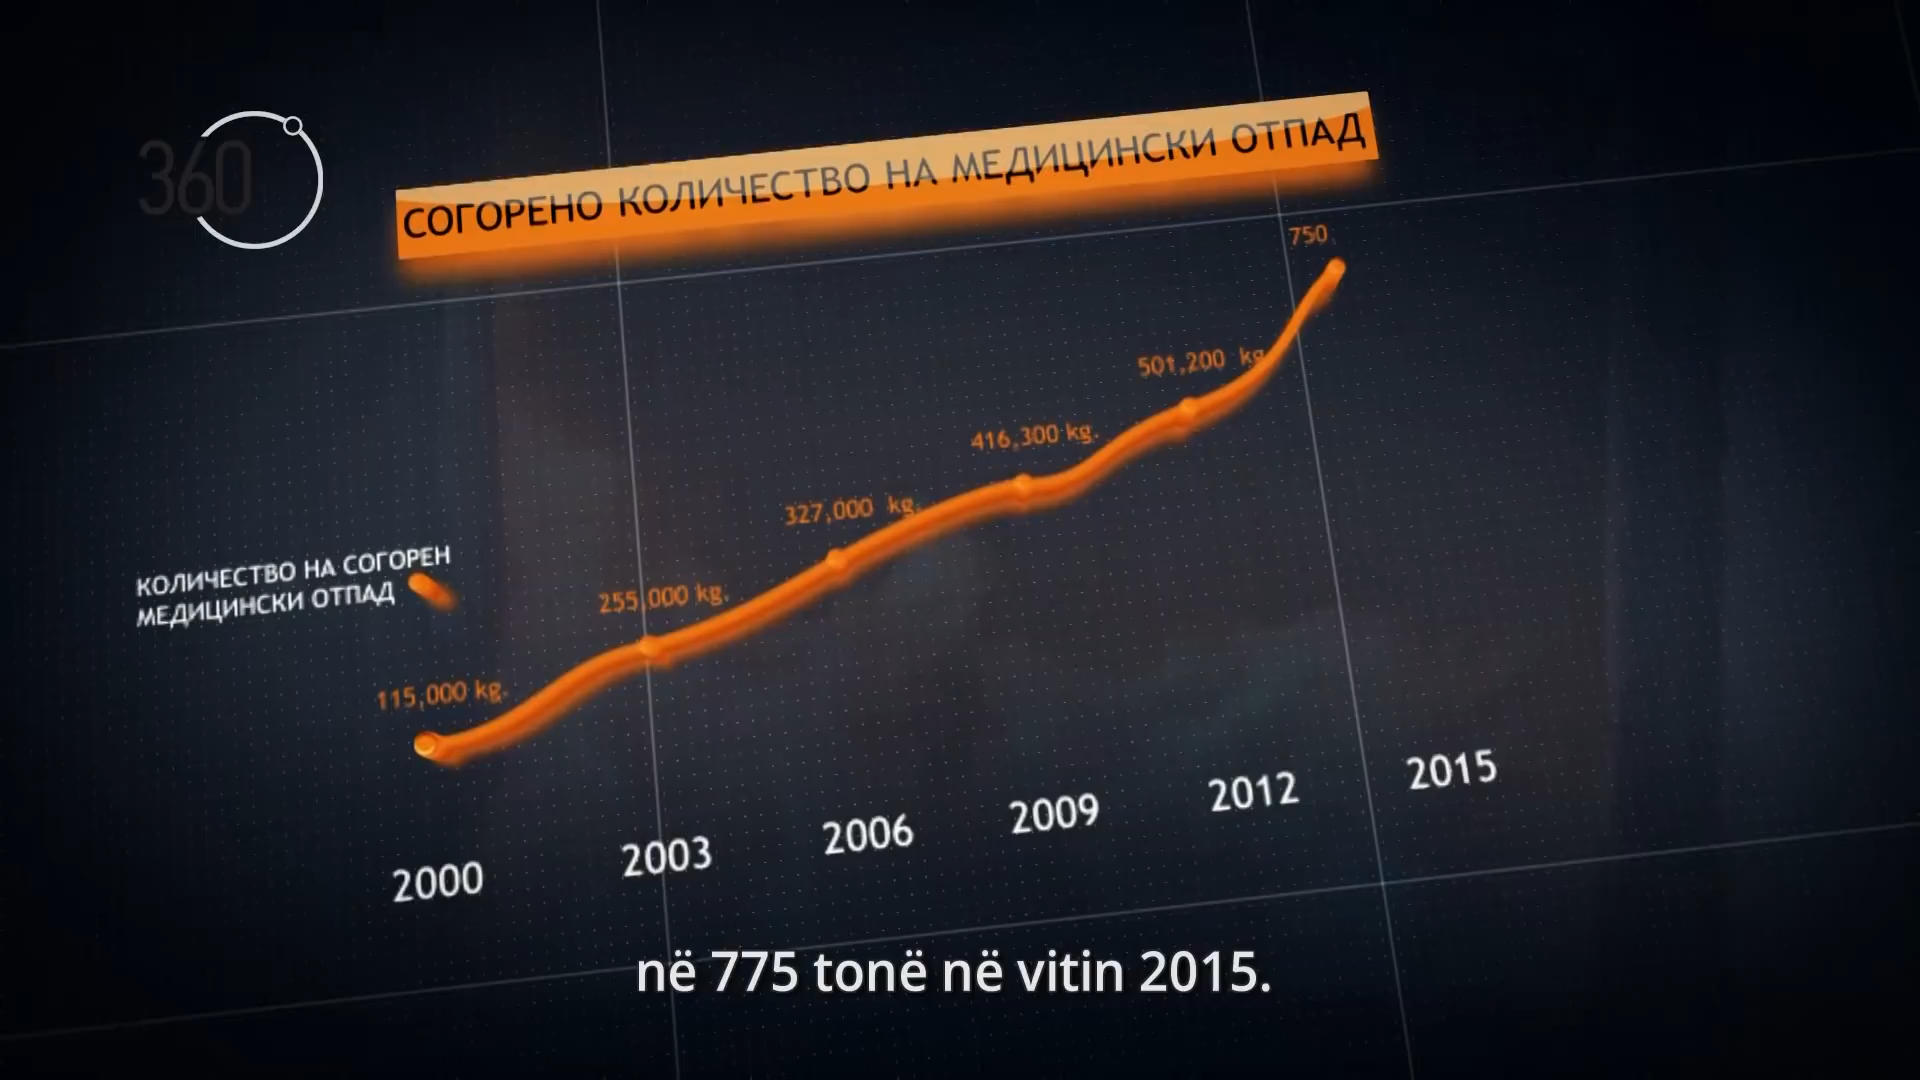 360
СОГОРЕНО КОЛИЧЕСТВО НА МЕДИЦИНСКИ ОТПАД
750
501,200 kg.
416,300 kg.
327,000 kg.
КОЛИЧЕСТВО НА СОГОРЕН
МЕДИЦИНСКИ ОТПАД
255,000 kg.
115,000 kg.
2000 2003 2006 2009 2012 2015
në 775 tonë në vitin 2015.